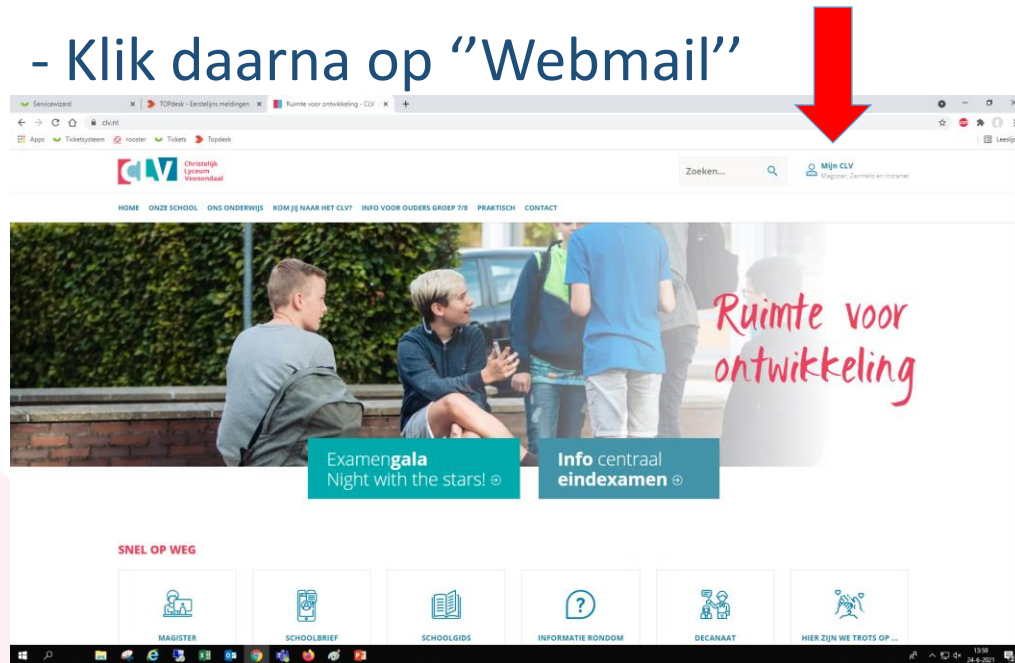 - Klik daarna op ‘’Webmail’’
Servicewizard
TOPdesk - Eerstelijns meldingen
Ruimte voor ontwikkeling - CLV
clv.nl
Apps Ticketsysteem rooster Tickets Topdesk
Leeslijs
CLV
Christelijk
Lyceum
Veenendaal
Zoeken...
Mijn CLV
Magister, Zermelo en intranet
HOME ONZE SCHOOL ONS ONDERWIJS KOM JIJ NAAR HET CLV? INFO VOOR OUDERS GROEP 7/8 PRAKTISCH CONTACT
Ruimte voor
ontwikkeling
Examengala
Night with the stars!
Info centraal
eindexamen
SNEL OP WEG
MAGISTER SCHOOLBRIEF SCHOOLGIDS INFORMATIE RONDOM DECANAAT HIER ZIJN WE TROTS OP ...
13:59
24-6-2021